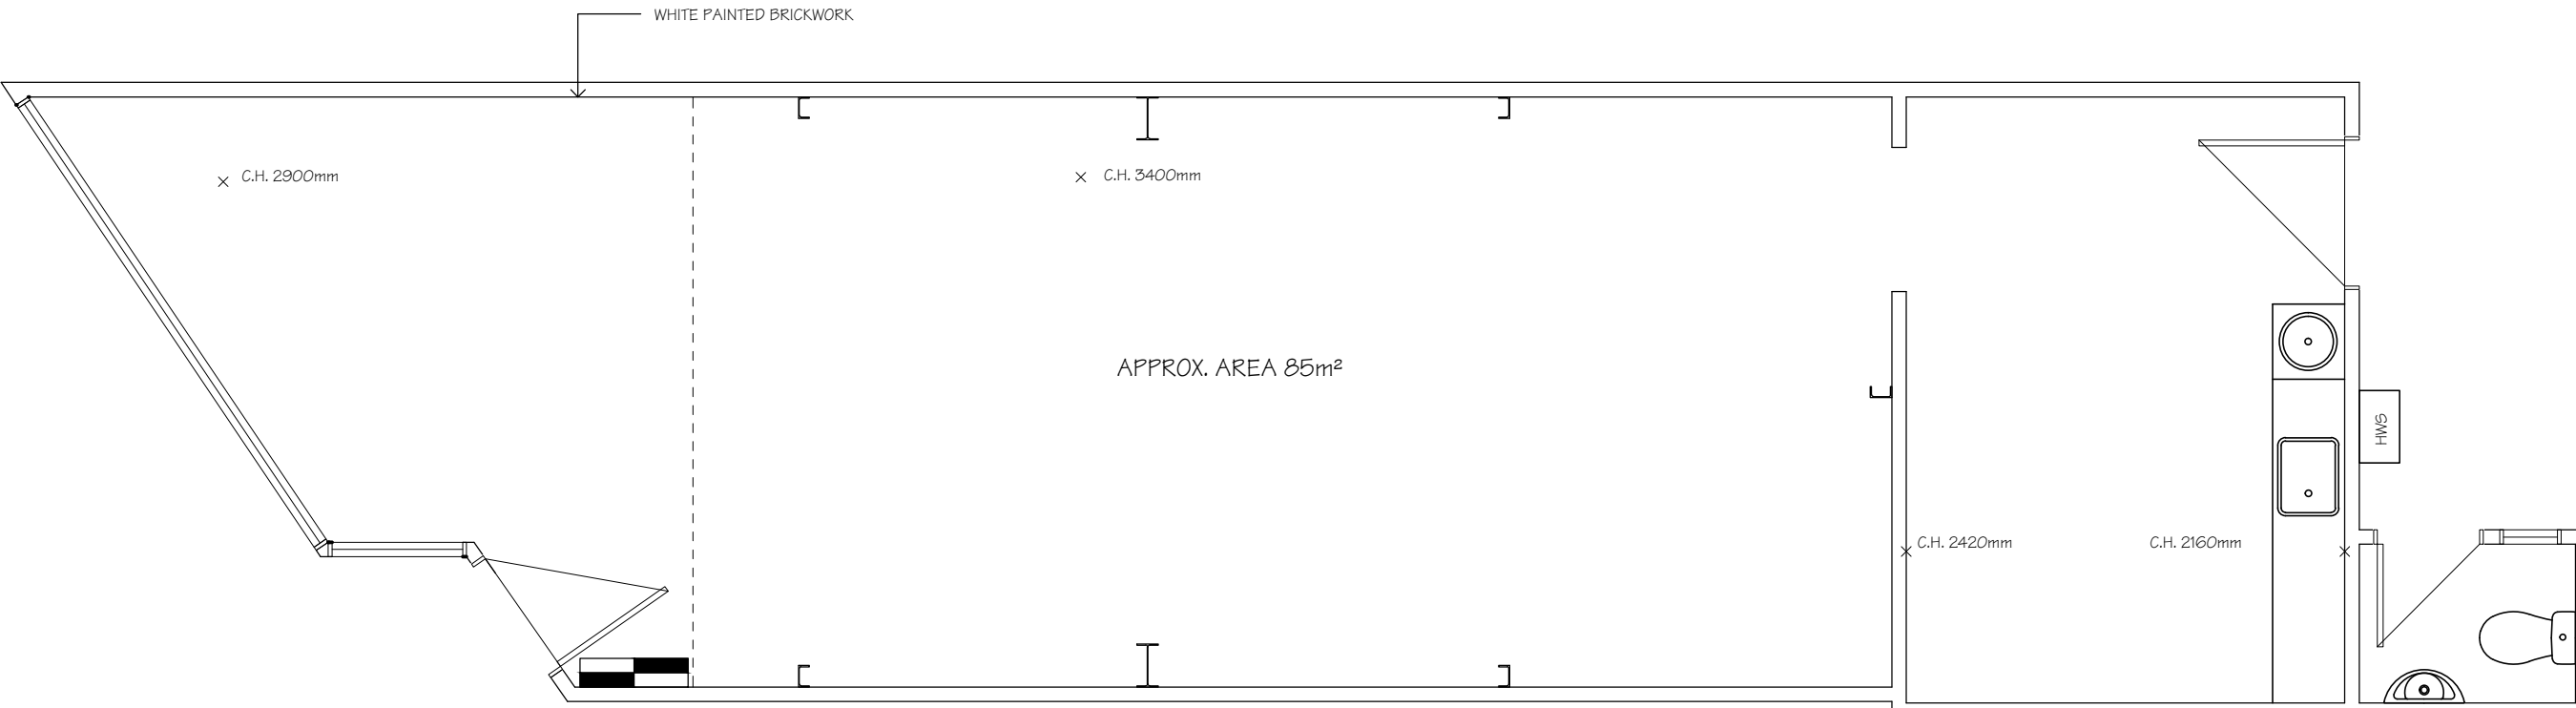 WHITE PAINTED BRICKWORK
C.H. 2900mm
C.H. 3400mm
APPROX. AREA 85m²
HWS
C.H. 2420mm
C.H. 2160mm